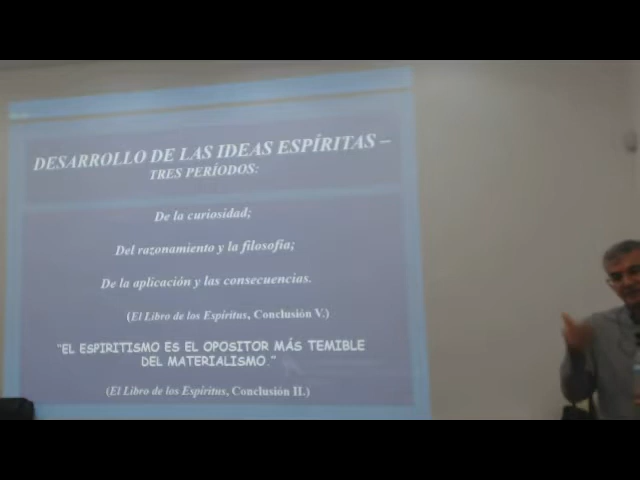 DESARROLLO DE LAS IDEAS ESPÍRITAS –
TRES PERÍODOS:
De la curiosidad;
Del razonamiento y la filosofía;
De la aplicación y las consecuencias.
(El Libro de los Espíritus, Conclusión V.)
"EL ESPIRITISMO ES EL OPOSITOR MÁS TEMIBLE
DEL MATERIALISMO."
(El Libro de los Espíritus, Conclusión II.)